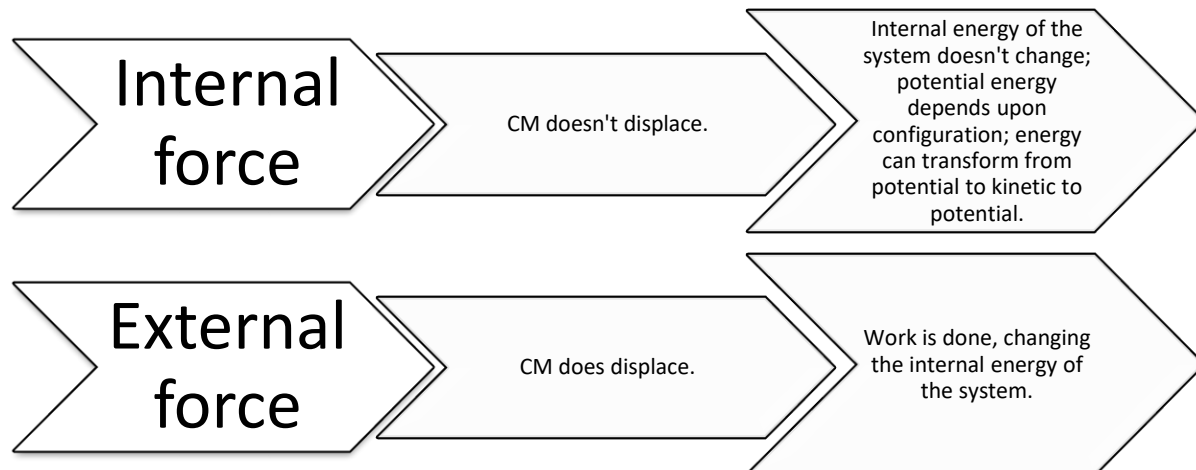 Internal
force
CM doesn't displace.
Internal energy of the
system doesn't change;
potential energy
depends upon
configuration; energy
can transform from
potential to kinetic to
potential.
External
force
CM does displace.
Work is done, changing
the internal energy of
the system.